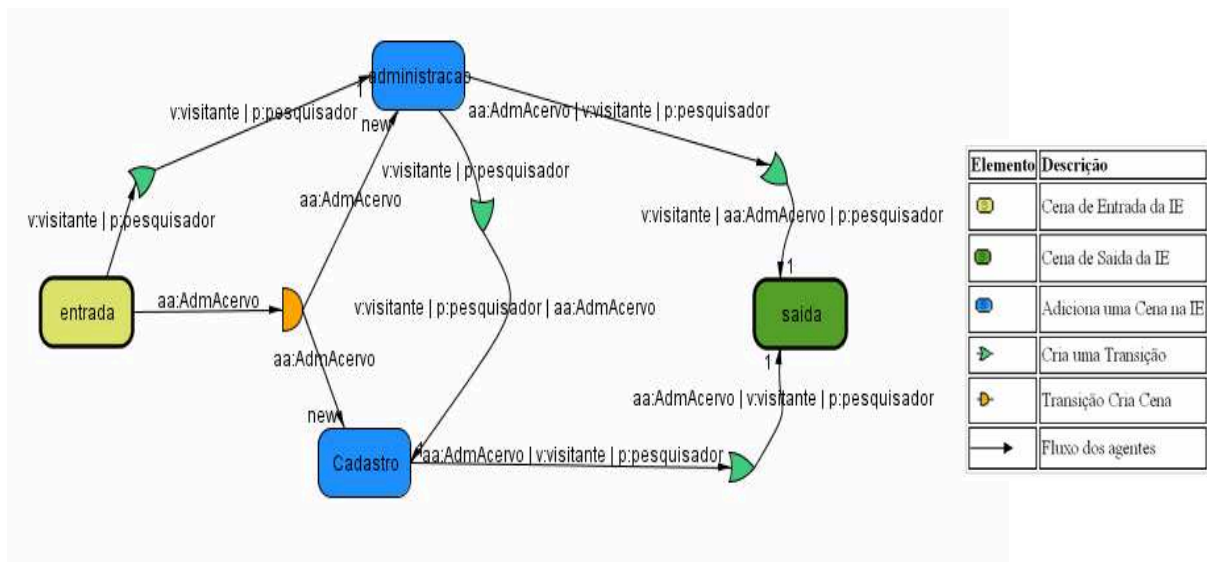 administracao
v:visitante | p:pesquisador
1
new
aa:AdmAcervo | v:visitante | p:pesquisador
v:visitante | p:pesquisador
aa:AdmAcervo
v:visitante | p:pesquisador
v:visitante | aa:AdmAcervo | p:pesquisador
entrada
aa:AdmAcervo
1
saida
v:visitante | p:pesquisador | aa:AdmAcervo
aa:AdmAcervo
1
aa:AdmAcervo | v:visitante | p:pesquisador
new
1
aa:AdmAcervo | v:visitante | p:pesquisador
Cadastro
Elemento Descrição
Cena de Entrada da IE
Cena de Saida da IE
Adiciona uma Cena na IE
Cria uma Transição
Transição Cria Cena
Fluxo dos agentes